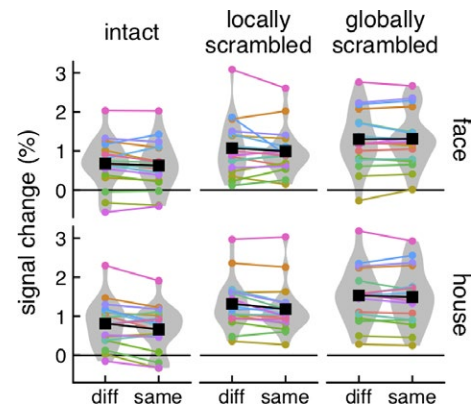 intact
locally
scrambled
globally
scrambled
signal change (%)
3
2
1
0
face
3
2
1
0
house
diff same diff same diff same